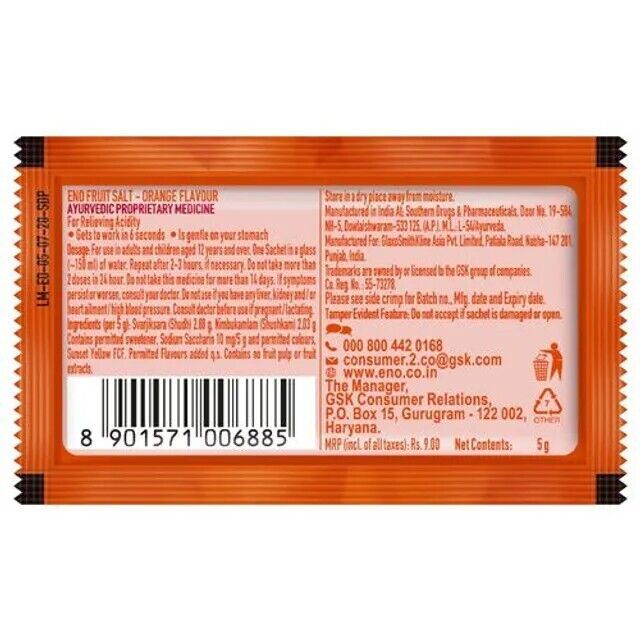 LM-EO-05-07-20-SDP
ENO FRUIT SALT - ORANGE FLAVOUR
AYURVEDIC PROPRIETARY MEDICINE
For Relieving Acidity
• Gets to work in 6 seconds • Is gentle on your stomach
Dosage: For use in adults and children aged 12 years and over. One Sachet in a glass
(~150 ml) of water. Repeat after 2-3 hours, if necessary. Do not take more than
2 doses in 24 hour. Do not take this medicine for more than 14 days. If symptoms
persist or worsen, consult your doctor. Do not use if you have any liver, kidney and / or
heart ailment / high blood pressure. Consult doctor before use if pregnant / lactating.
Ingredients (per 5g): Svarjiksara (Shudh) 2.89 g, Nimbukamlam (Shushkam) 2.03 g
Contains permitted sweetener, Sodium Saccharin 10 mg/5 g and permitted colours,
Sunset Yellow FCF. Permitted Flavours added q.s. Contains no fruit pulp or fruit
extracts.
8 901571 006885
Store in a dry place away from moisture.
Manufactured in India At: Southern Drugs & Pharmaceuticals, Door No. 19-584,
NH-5, Dowlaishwaram-533 125, (A.P.) M.L. L-54/Ayurveda.
Manufactured For: GlaxoSmithKline Asia Pvt. Limited, Patiala Road, Nabha-147 201,
Punjab, India.
Trademarks are owned by or licensed to the GSK group of companies.
Co. Reg. No.: 55-73278.
Please see side crimp for Batch no., Mfg. date and Expiry date.
Tamper Evident Feature: Do not accept if sachet is damaged or open.
000 800 442 0168
consumer.2.co@gsk.com
www.eno.co.in
The Manager,
GSK Consumer Relations,
P.O. Box 15, Gurugram - 122 002,
Haryana.
7
OTHER
MRP (incl. of all taxes): Rs. 9.00 Net Contents: 5 g